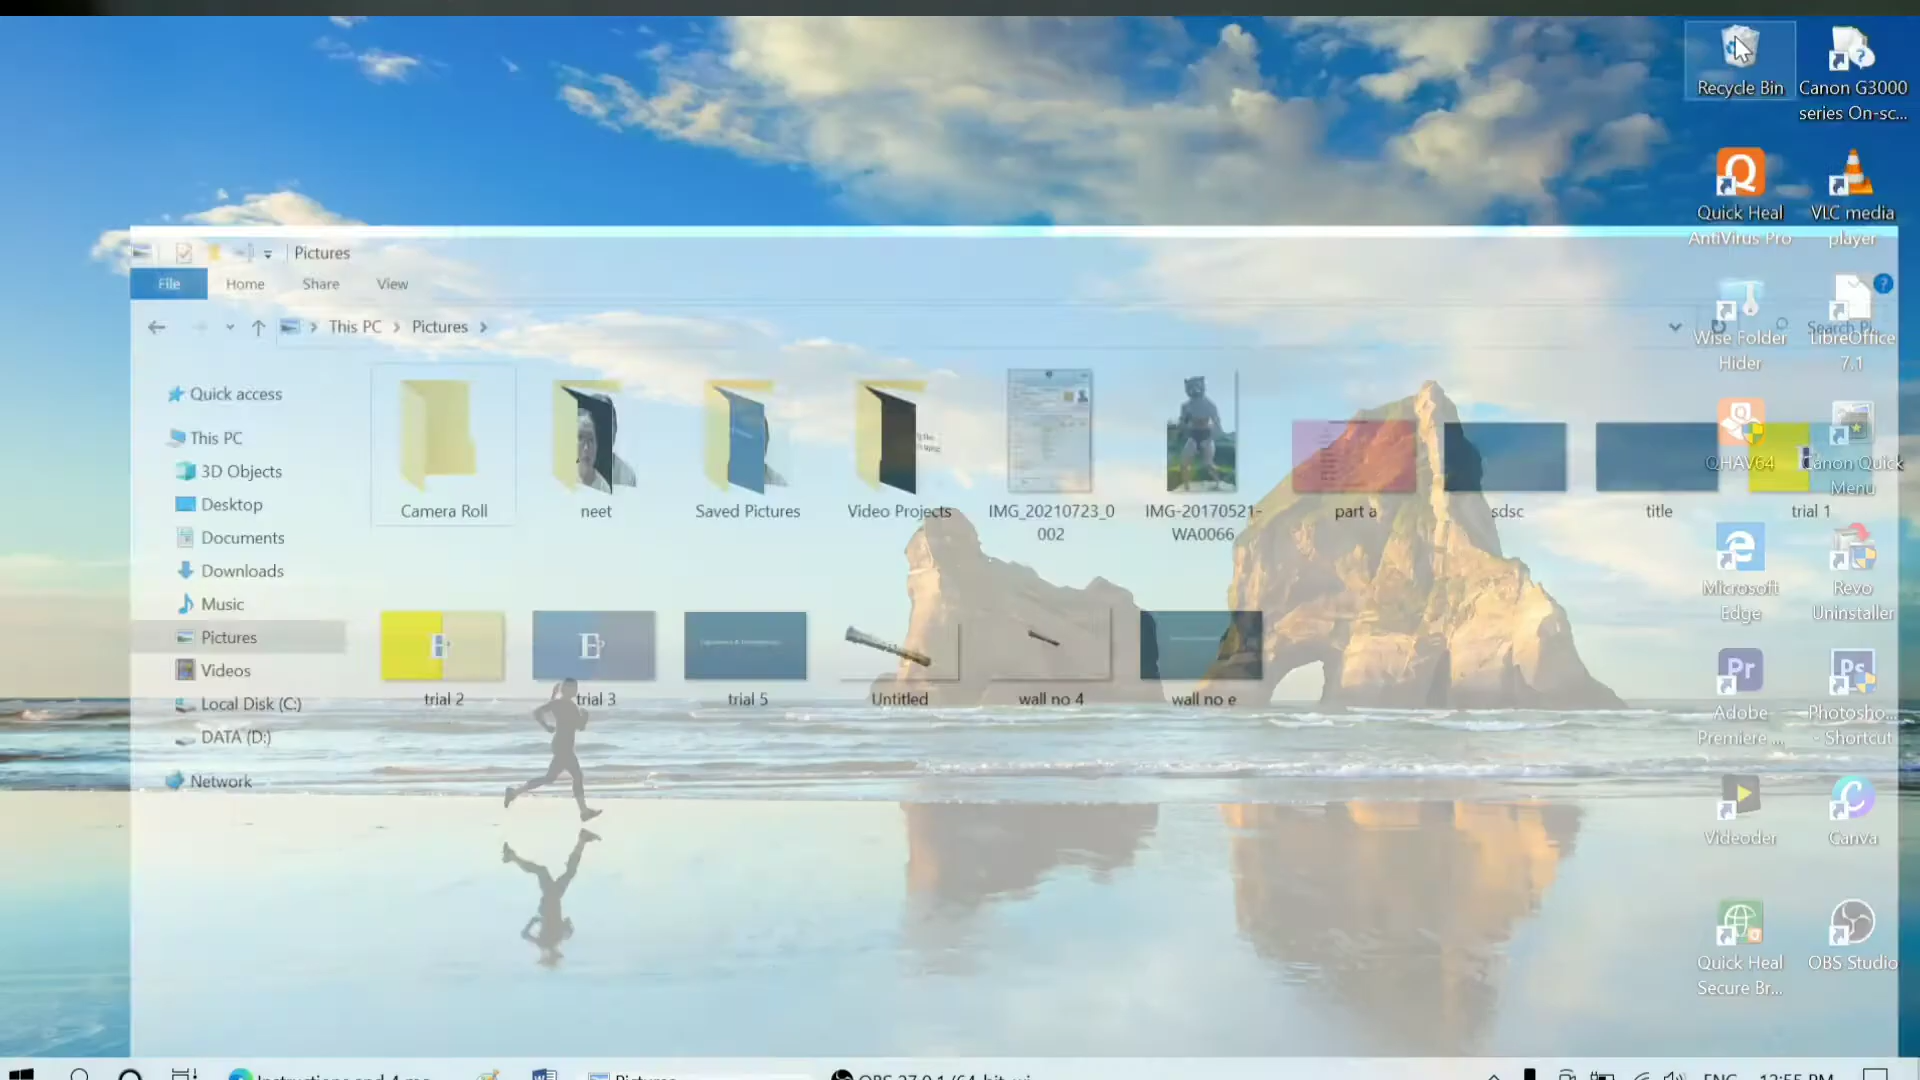 Recycle Bin
Canon G3000
series On-sc...
Quick Heal
AntiVirus Pro
VLC media
player
Pictures
File
Home
Share
View
This PC
Pictures
Wise Folder
Hider
LibreOffice
7.1
Quick access
This PC
3D Objects
Desktop
Documents
Downloads
Music
Pictures
Videos
Local Disk (C:)
DATA (D:)
Network
Camera Roll
neet
Saved Pictures
Video Projects
IMG_20210723_0
002
IMG-20170521-
WA0066
part a
sdsc
title
trial 1
QHAV64
Canon Quick
Menu
trial 2
trial 3
trial 5
Untitled
wall no 4
wall no e
Microsoft
Edge
Revo
Uninstaller
Adobe
Premiere ...
Photosho...
- Shortcut
Videoder
Canva
Quick Heal
Secure Br...
OBS Studio